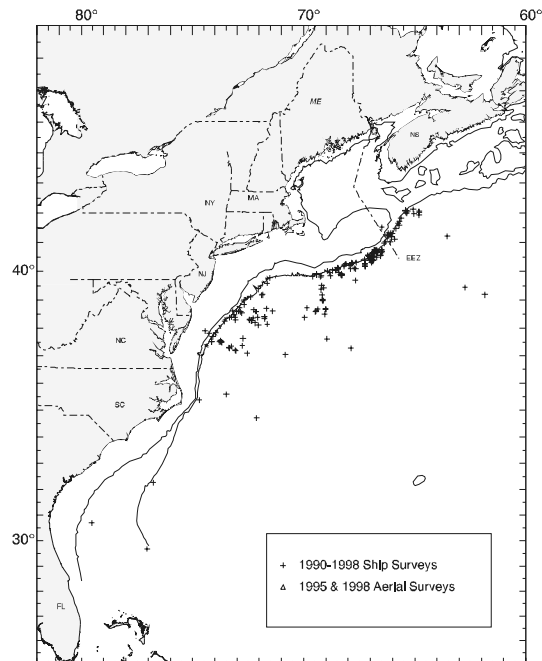 80° 70° 60°
ME
NS
NY
MA
NJ
40°
EEZ
NC
SC
30°
FL
1990-1998 Ship Surveys
1995 & 1998 Aerial Surveys